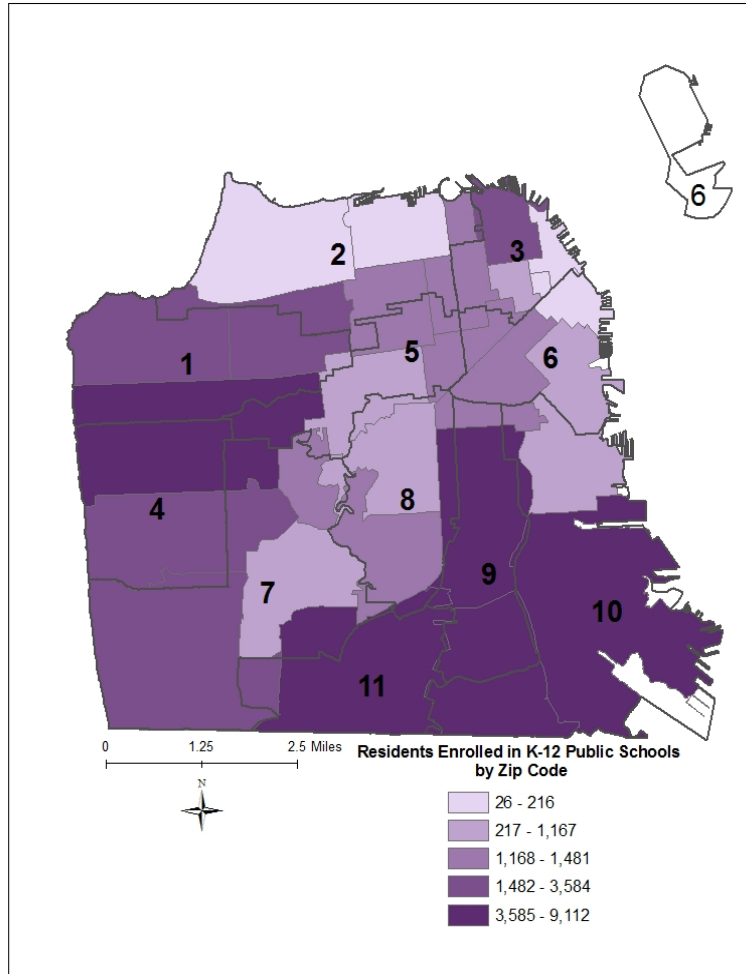 6
3
2
1
5
6
4
8
7
9
10
11
0 1.25 2.5 Miles
N
Residents Enrolled in K-12 Public Schools
by Zip Code
26 - 216
217 - 1,167
1,168 - 1,481
1,482 - 3,584
3,585 - 9,112